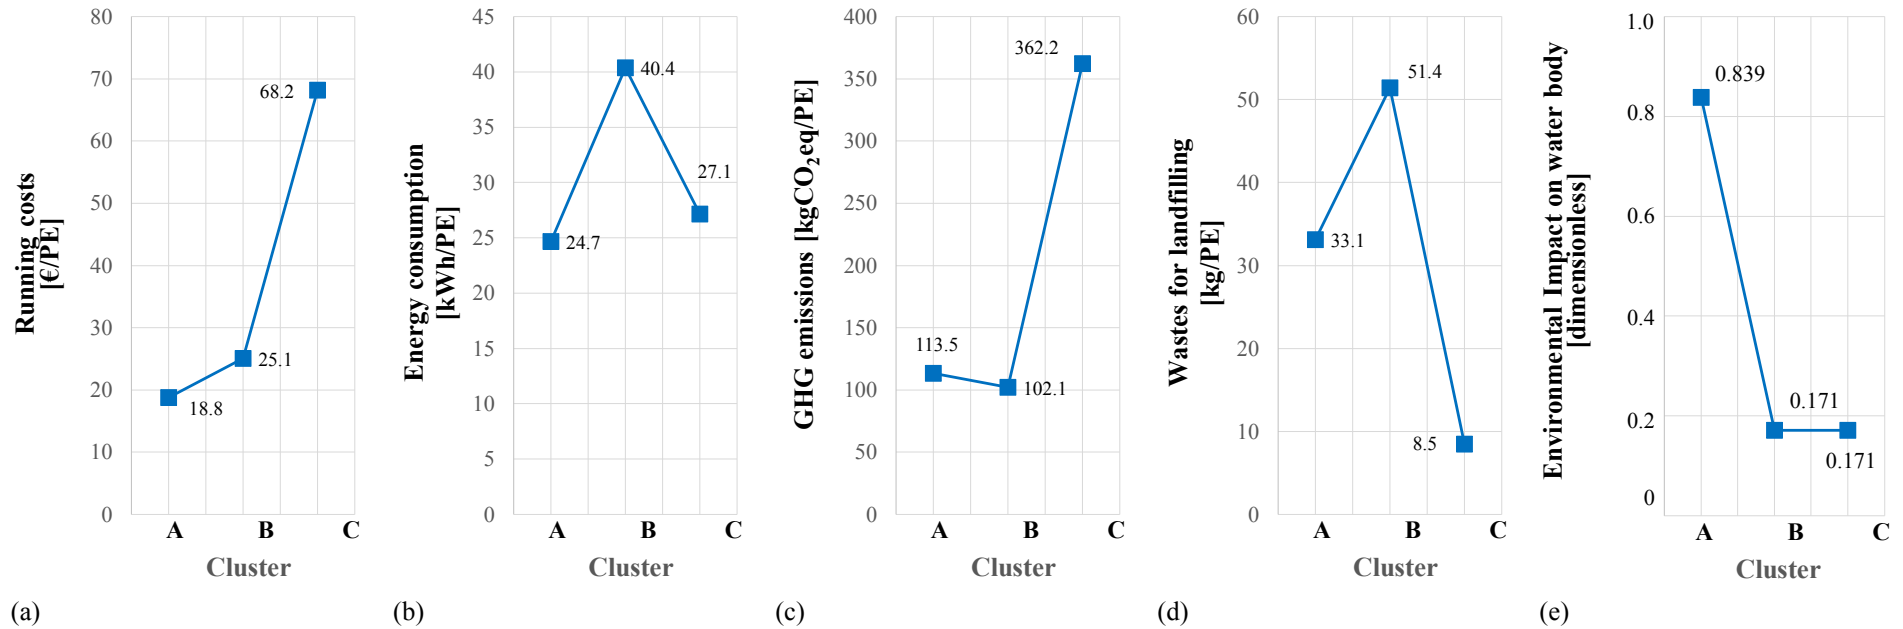 80
70
60
50
40
30
20
10
0
Running costs
[€/PE]
68.2
25.1
18.8
A B C
Cluster
(a)
45
40
35
30
25
20
15
10
5
0
Energy consumption
[kWh/PE]
40.4
27.1
24.7
A B C
Cluster
(b)
400
350
300
250
200
150
100
50
0
GHG emissions [kgCO₂eq/PE]
362.2
113.5
102.1
A B C
Cluster
(c)
60
50
40
30
20
10
0
Wastes for landfilling
[kg/PE]
51.4
33.1
8.5
A B C
Cluster
(d)
1.0
0.8
0.6
0.4
0.2
0
Environmental Impact on water body
[dimensionless]
0.839
0.171
0.171
A B C
Cluster
(e)